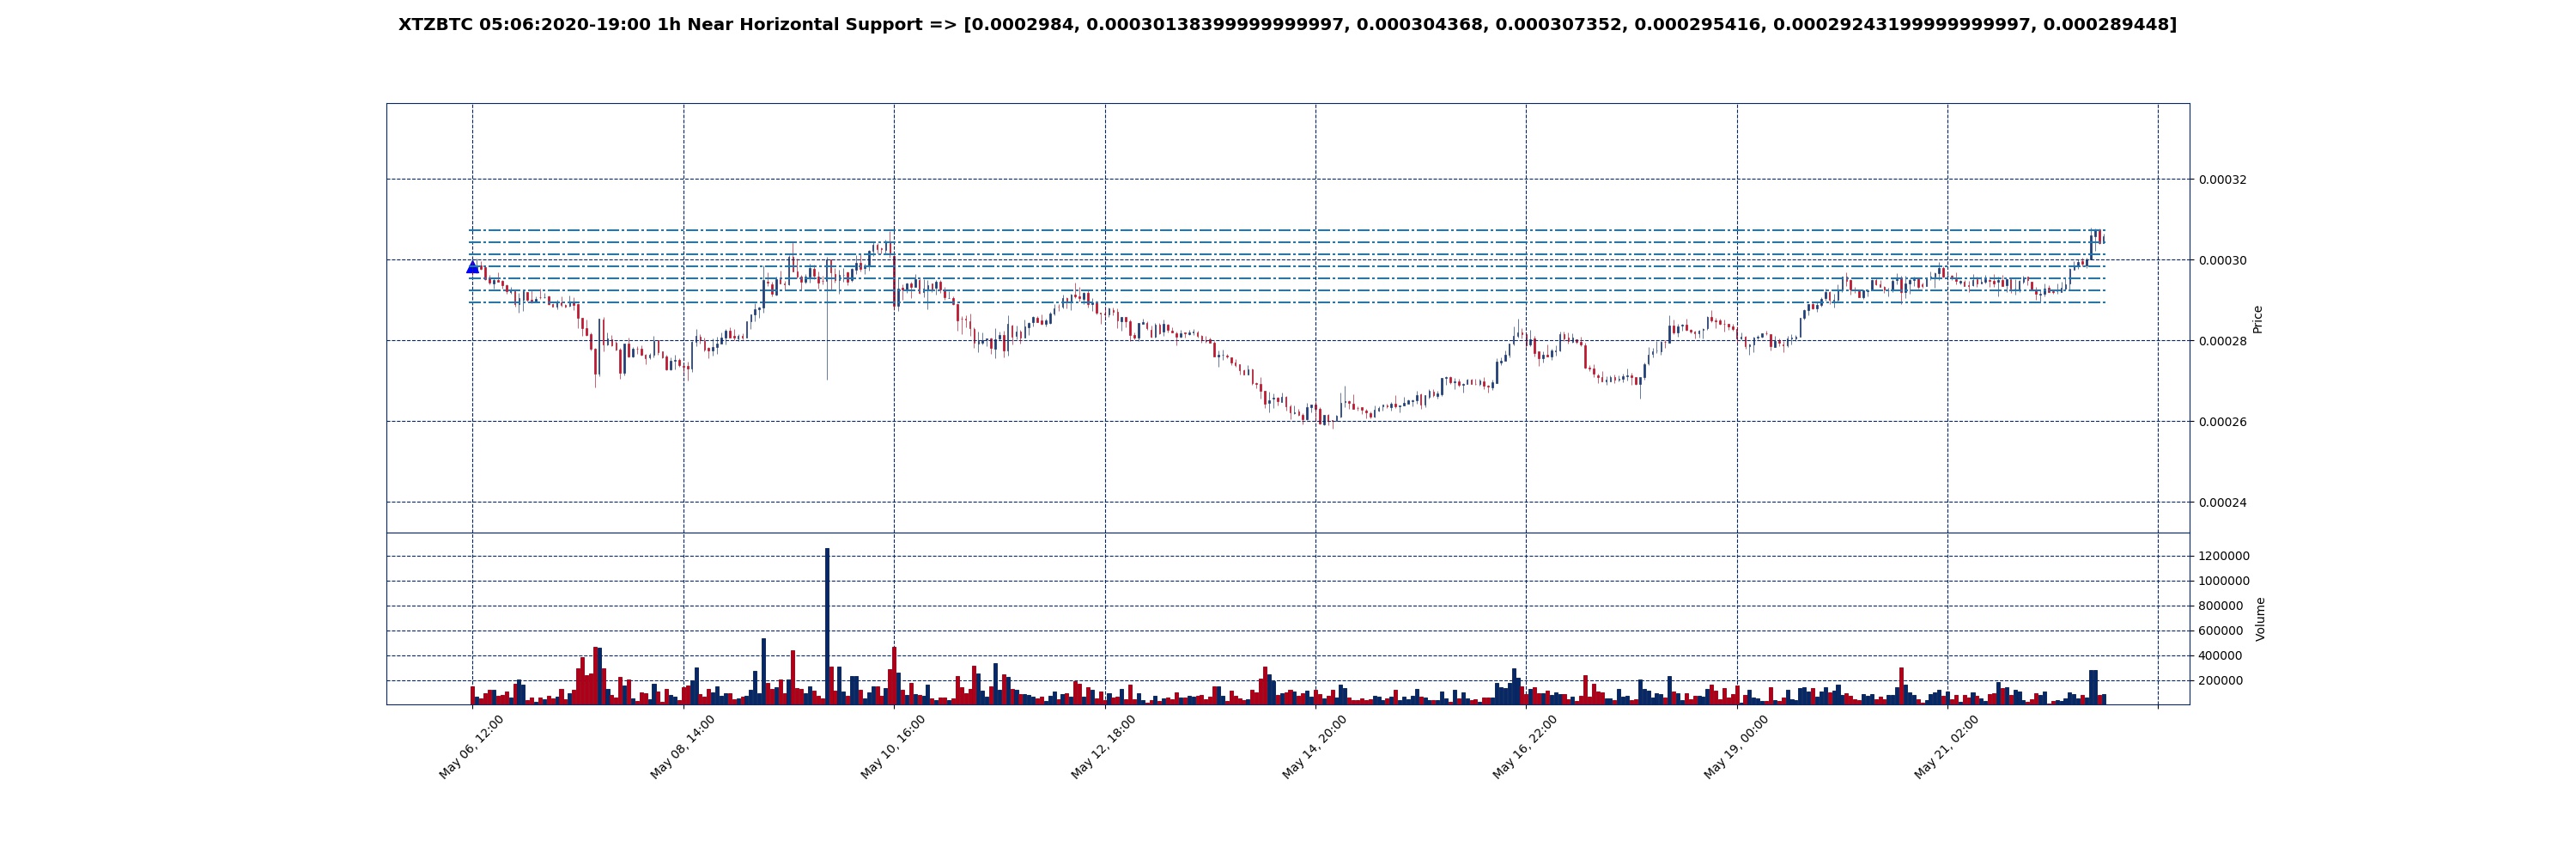 XTZBTC 05:06:2020-19:00 1h Near Horizontal Support => [0.0002984, 0.00030138399999999997, 0.000304368, 0.000307352, 0.000295416, 0.00029243199999999997, 0.000289448]
0.00032
0.00030
0.00028
0.00026
0.00024
Price
1200000
1000000
800000
600000
400000
200000
Volume
May 06, 12:00
May 08, 14:00
May 10, 16:00
May 12, 18:00
May 14, 20:00
May 16, 22:00
May 19, 00:00
May 21, 02:00